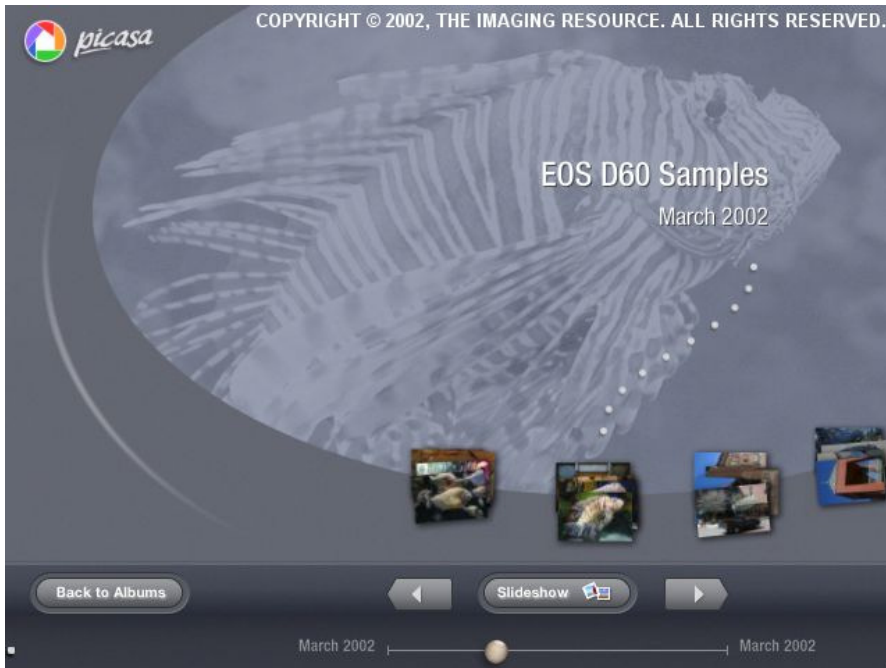 COPYRIGHT © 2002, THE IMAGING RESOURCE. ALL RIGHTS RESERVED.
picasa
EOS D60 Samples
March 2002
Back to Albums
Slideshow
March 2002
March 2002